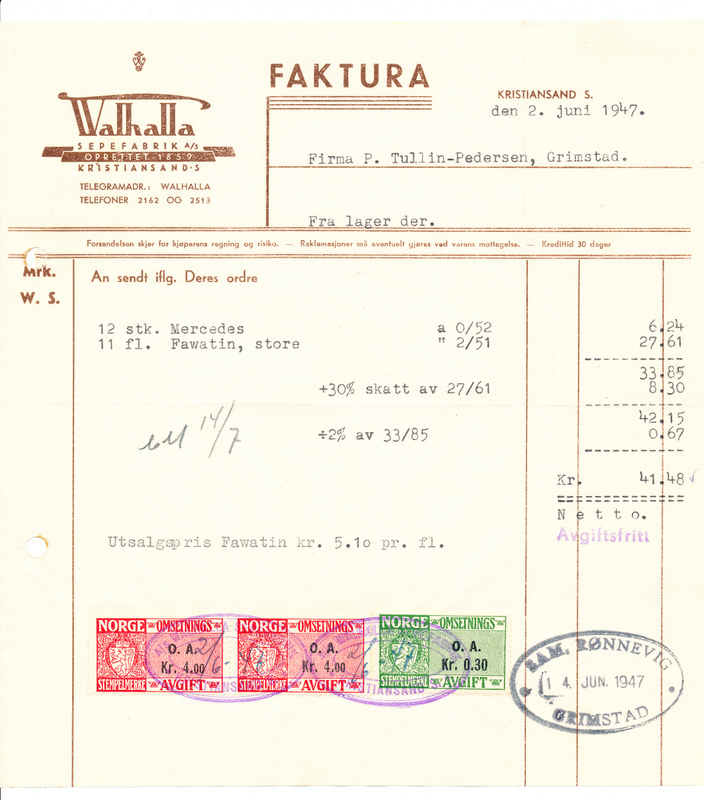 FAKTURA
Walhalla
SEPEFABRIK A/S
OPRETTET·1859
KRISTIANSAND·S
TELEGRAMADR.: WALHALLA
TELEFONER 2162 OG 2513
KRISTIANSAND S.
den 2. juni 1947.
Firma P. Tullin-Pedersen, Grimstad.
Fra lager der.
Forsendelsen skjer for kjøperens regning og risiko. — Reklamasjoner må eventuelt gjøres ved varens mottagelse. — Kredittid 30 dager
Mrk.
W. S.
An sendt iflg. Deres ordre
12 stk. Mercedes a 0/52 6.24
11 fl. Fawatin, store " 2/51 27.61
33.85
+30% skatt av 27/61 8.30
42.15
÷2% av 33/85 0.67
14/7
Kr. 41.48
Netto.
Avgiftsfritt
Utsalgspris Fawatin kr. 5.10 pr. fl.
NORGE OMSETNINGS-
O. A.
Kr. 4.00
STEMPELMERKE AVGIFT
NORGE OMSETNINGS-
O. A.
Kr. 4.00
STEMPELMERKE AVGIFT
NORGE OMSETNINGS-
O. A.
Kr. 0.30
STEMPELMERKE AVGIFT
SAM. RØNNEVIG
14. JUN. 1947
GRIMSTAD